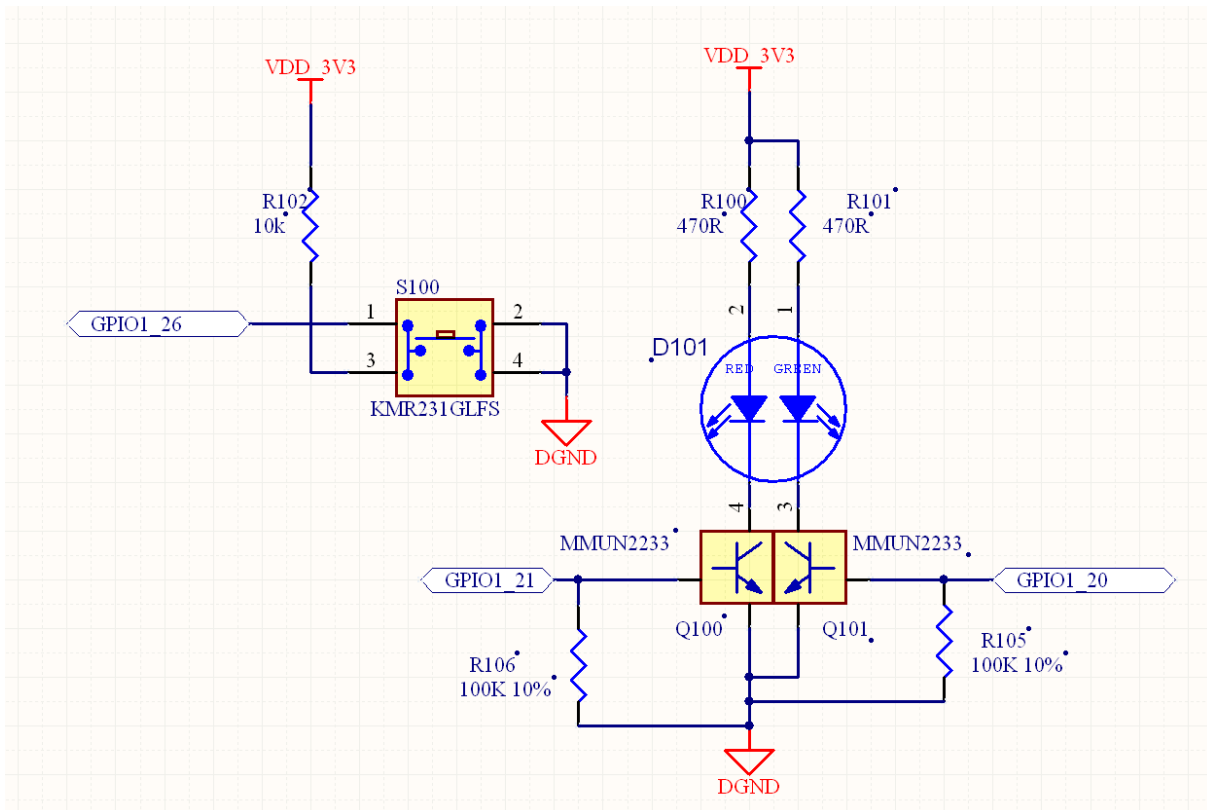 VDD_3V3
R102
10k
GPIO1_26
S100
1
2
3
4
KMR231GLFS
DGND
VDD_3V3
R100
470R
R101
470R
2
1
D101
RED
GREEN
4
3
MMUN2233
MMUN2233
GPIO1_21
GPIO1_20
Q100
Q101
R106
100K 10%
R105
100K 10%
DGND